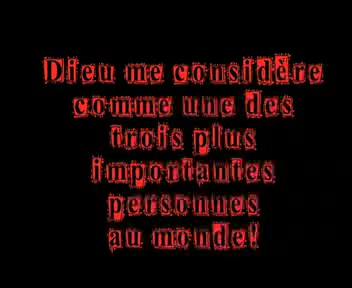 Dieu me considère
comme une des
trois plus
importantes
personnes
au monde!